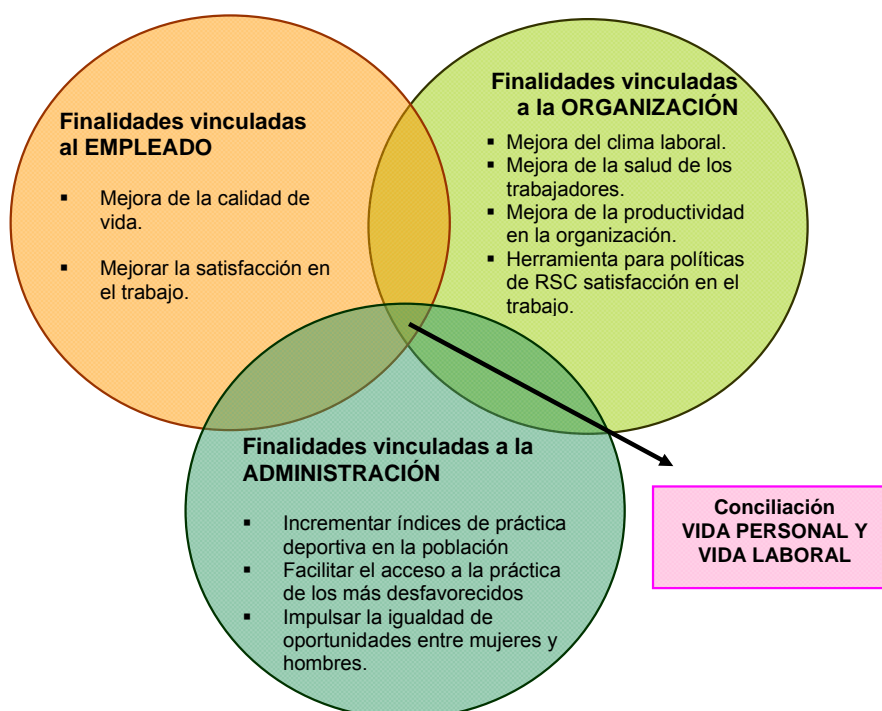 Finalidades vinculadas
al EMPLEADO
▪ Mejora de la calidad de
vida.
▪ Mejorar la satisfacción en
el trabajo.
Finalidades vinculadas
a la ORGANIZACIÓN
▪ Mejora del clima laboral.
▪ Mejora de la salud de los
trabajadores.
▪ Mejora de la productividad
en la organización.
▪ Herramienta para políticas
de RSC satisfacción en el
trabajo.
Finalidades vinculadas a la
ADMINISTRACIÓN
▪ Incrementar índices de práctica
deportiva en la población
▪ Facilitar el acceso a la práctica
de los más desfavorecidos
▪ Impulsar la igualdad de
oportunidades entre mujeres y
hombres.
Conciliación
VIDA PERSONAL Y
VIDA LABORAL